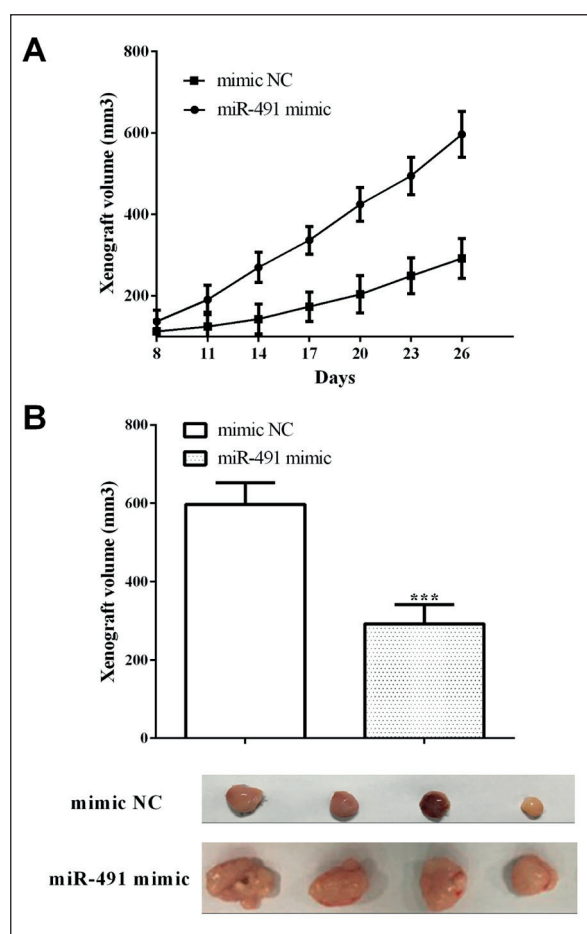 A
mimic NC
miR-491 mimic
Xenograft volume (mm3)
800
600
400
200
8 11 14 17 20 23 26
Days
B
mimic NC
miR-491 mimic
Xenograft volume (mm3)
800
600
400
200
0
***
mimic NC
miR-491 mimic